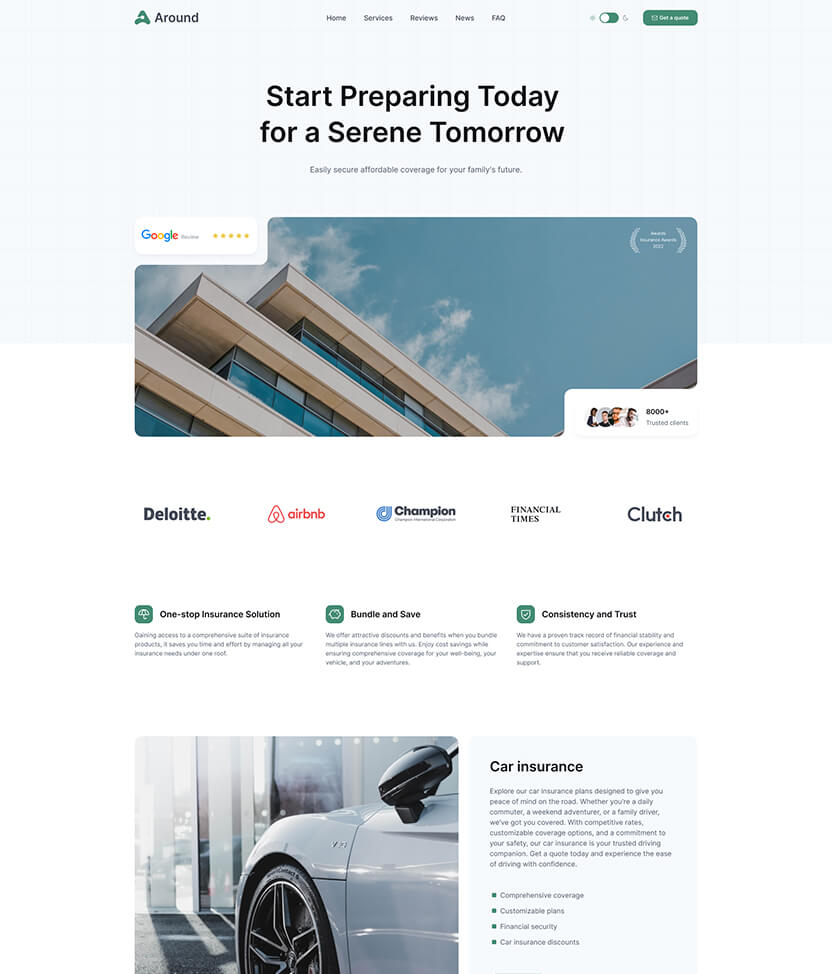 Around
Home Services Reviews News FAQ
Get a quote
Start Preparing Today
for a Serene Tomorrow
Easily secure affordable coverage for your family's future.
Google Review
Awards
Insurance Awards
2022
8000+
Trusted clients
Deloitte.
airbnb
Champion
Champion International Corporation
FINANCIAL
TIMES
Clutch
One-stop Insurance Solution
Gaining access to a comprehensive suite of insurance
products, it saves you time and effort by managing all your
insurance needs under one roof.
Bundle and Save
We offer attractive discounts and benefits when you bundle
multiple insurance lines with us. Enjoy cost savings while
ensuring comprehensive coverage for your well-being, your
vehicle, and your adventures.
Consistency and Trust
We have a proven track record of financial stability and
commitment to customer satisfaction. Our experience and
expertise ensure that you receive reliable coverage and
support.
V10
Car insurance
Explore our car insurance plans designed to give you
peace of mind on the road. Whether you're a daily
commuter, a weekend adventurer, or a family driver,
we've got you covered. With competitive rates,
customizable coverage options, and a commitment to
your safety, our car insurance is your trusted driving
companion. Get a quote today and experience the ease
of driving with confidence.
Comprehensive coverage
Customizable plans
Financial security
Car insurance discounts